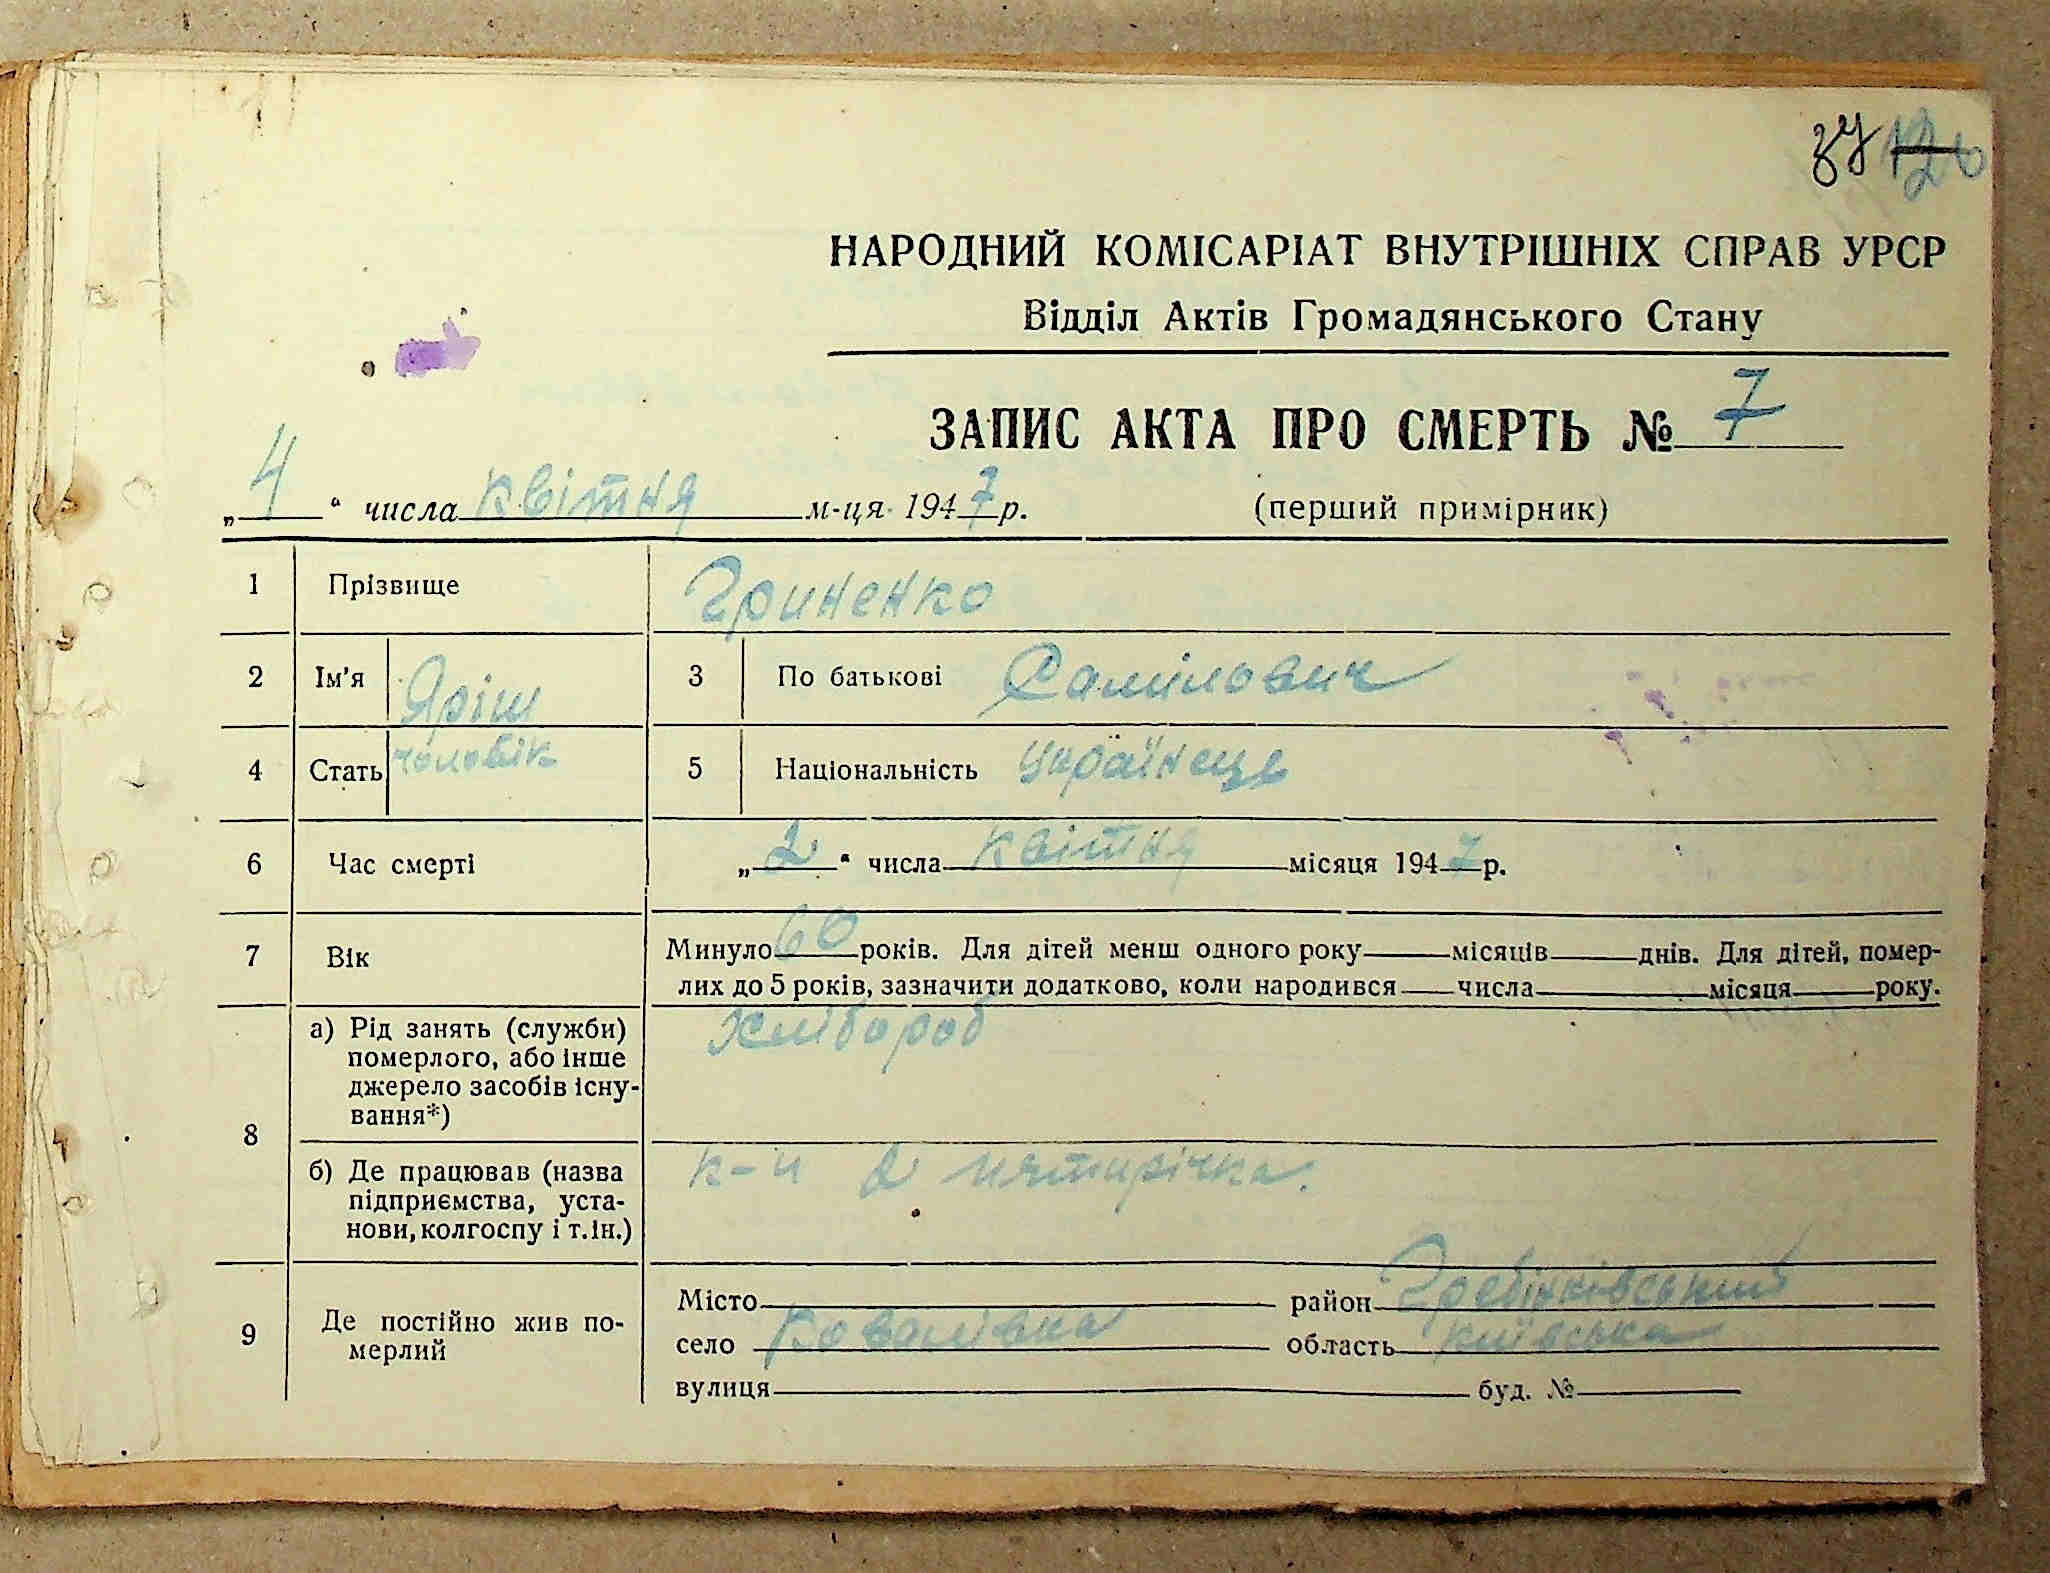 37 126
НАРОДНИЙ КОМІСАРІАТ ВНУТРІШНІХ СПРАВ УРСР
Відділ Актів Громадянського Стану
ЗАПИС АКТА ПРО СМЕРТЬ № 7
„4“ числа квітня м-ця 1947 р. (перший примірник)
1 Прізвище Гриненко
2 Ім'я Яріш 3 По батькові Самілович
4 Стать чоловік 5 Національність Українець
6 Час смерті „2“ числа квітня місяця 1947 р.
7 Вік Минуло 60 років. Для дітей менш одного року місяців днів. Для дітей, помер-
лих до 5 років, зазначити додатково, коли народився числа місяця року.
8 а) Рід занять (служби) Хлібороб
померлого, або інше
джерело засобів існу-
вання*)
б) Де працював (назва к-п 2 пятирічка.
підприємства, уста-
нови, колгоспу і т. ін.)
9 Де постійно жив по-
мерлий
Місто район Гребінківський
село Ковалівка область Київська
вулиця буд. №